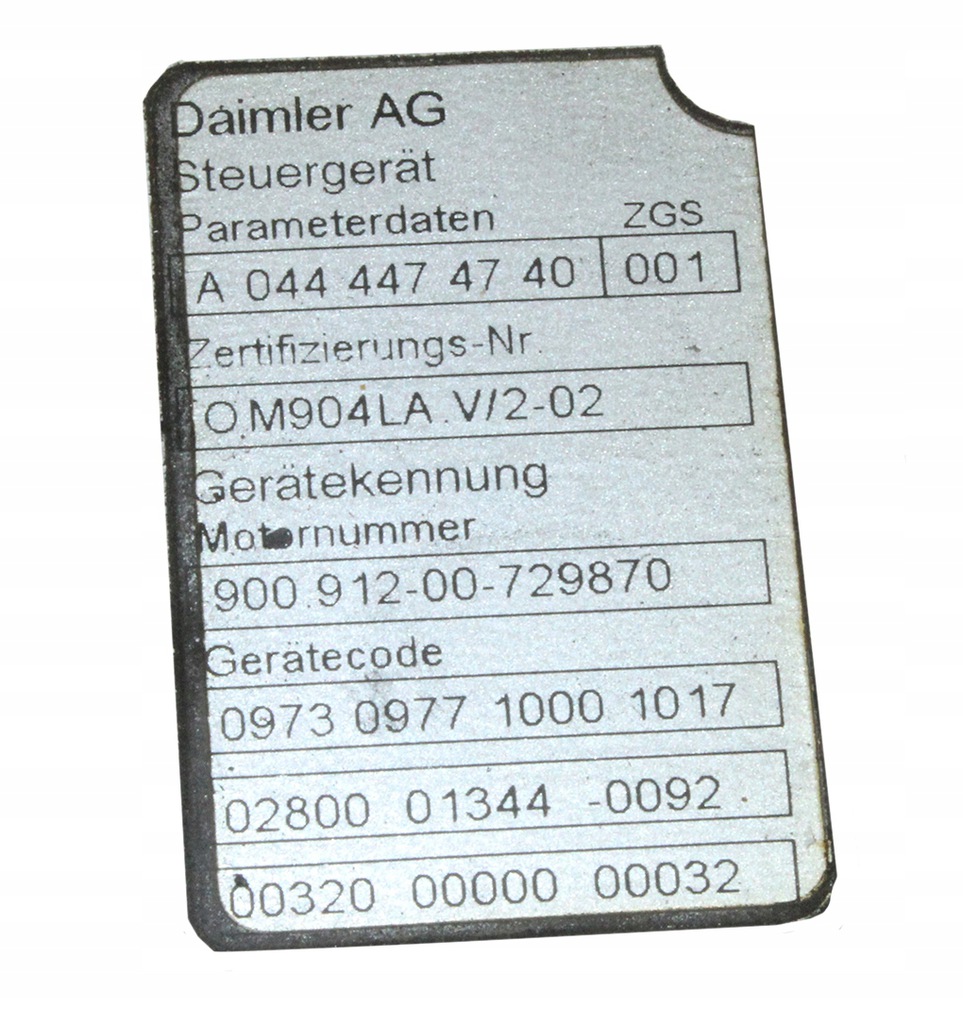 Daimler AG
Steuergerät
Parameterdaten ZGS
A 044 447 47 40 001
Zertifizierungs-Nr.
O.M904LA.V/2-02
Gerätekennung
Motornummer
900.912-00-729870
Gerätecode
0973 0977 1000 1017
02800 01344 -0092
00320 00000 00032